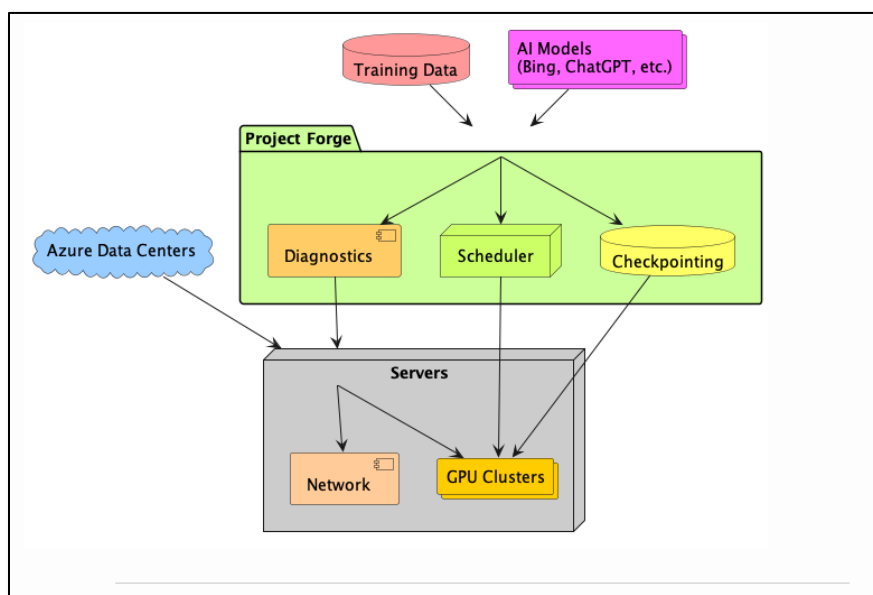 Training Data
AI Models
(Bing, ChatGPT, etc.)
Project Forge
Azure Data Centers
Diagnostics
Scheduler
Checkpointing
Servers
Network
GPU Clusters